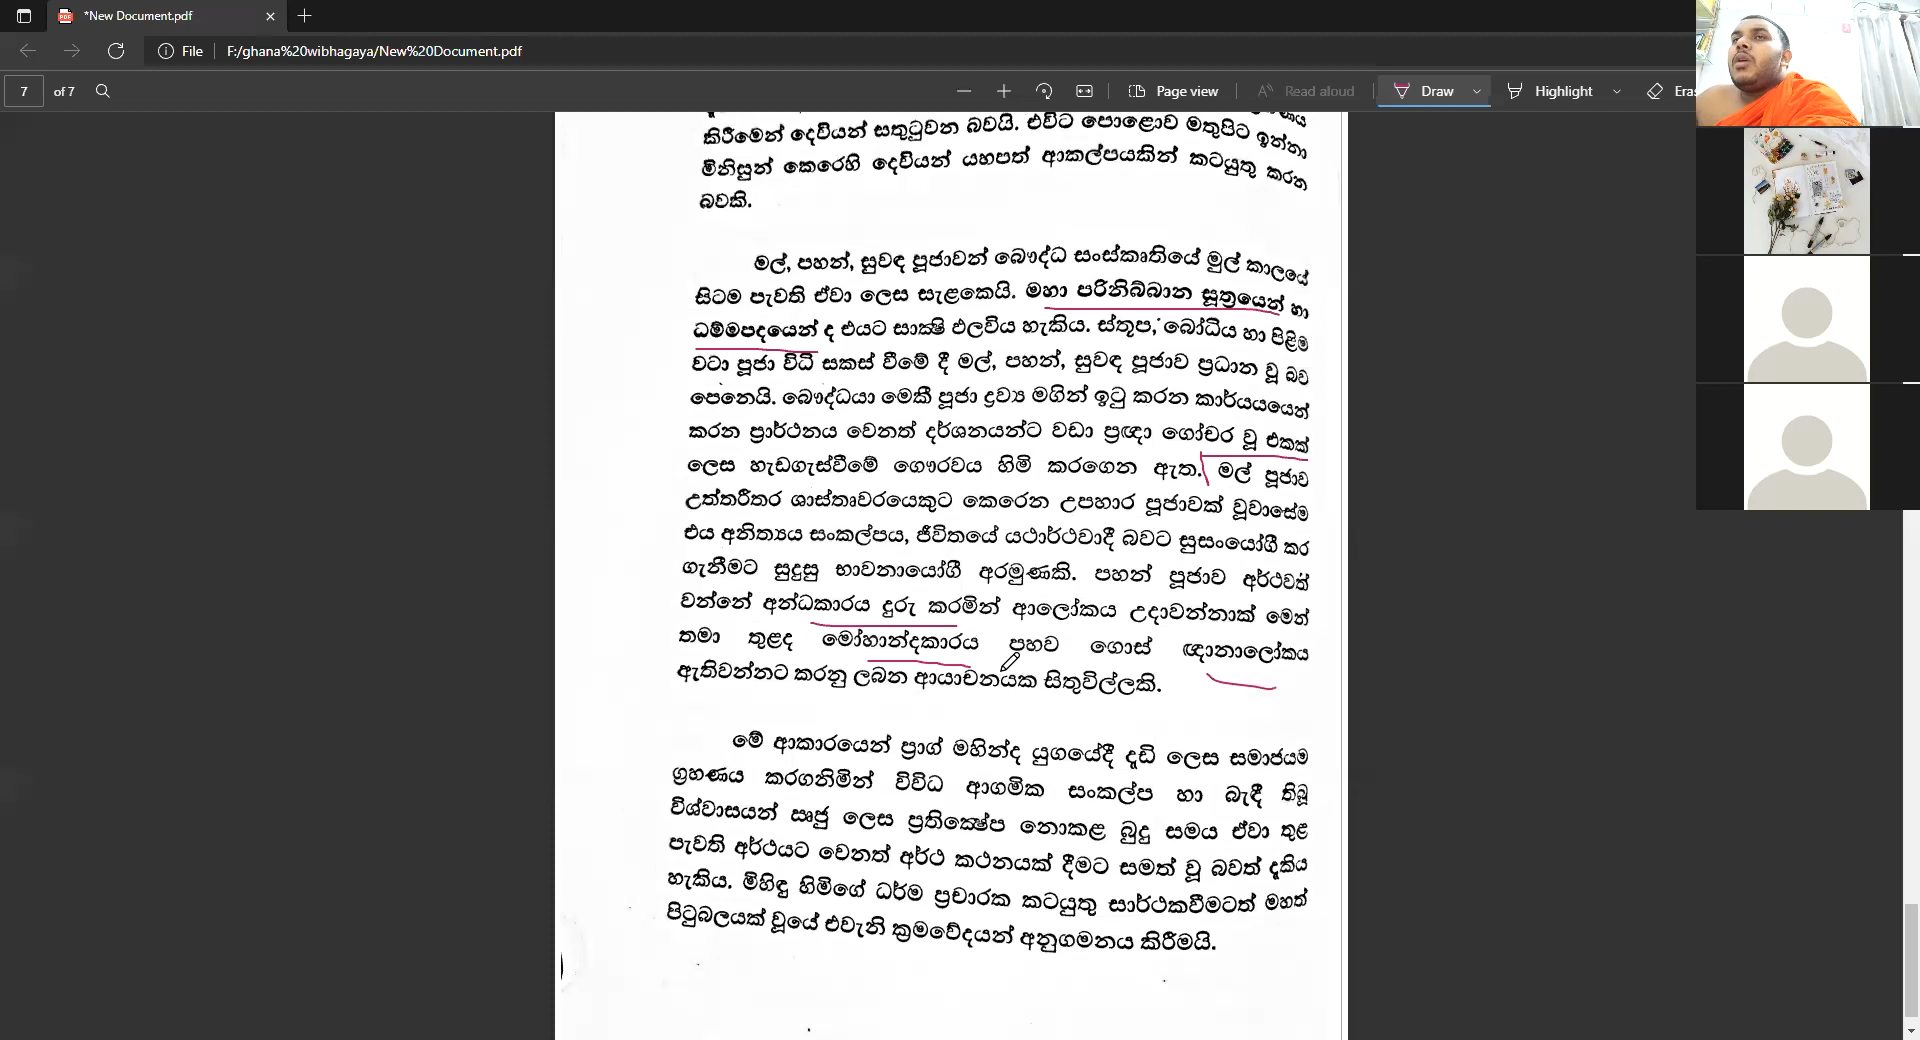 *New Document.pdf
File
F:/ghana%20wibhagaya/New%20Document.pdf
7 of 7
Page view
Read aloud
Draw
Highlight
Eras
කිරීමෙන් දෙවියන් සතුටුවන බවයි. එවිට පොළොව මතුපිට ඉන්නා
මිනිසුන් කෙරෙහි දෙවියන් යහපත් ආකල්පයකින් කටයුතු කරන
බවකි.
මල්, පහන්, සුවඳ පූජාවන් බෞද්ධ සංස්කෘතියේ මුල් කාලයේ
සිටම පැවති ඒවා ලෙස සැළකෙයි. මහා පරිනිබ්බාන සූත්‍රයෙන් හා
ධම්මපදයෙන් ද එයට සාක්ෂි ඵලවිය හැකිය. ස්තූප, බෝධිය හා පිළිම
වටා පූජා විධි සකස් වීමේ දී මල්, පහන්, සුවඳ පූජාව ප්‍රධාන වූ බව
පෙනෙයි. බෞද්ධයා මෙකී පූජා ද්‍රව්‍ය මගින් ඉටු කරන කාර්යයයෙන්
කරන ප්‍රාර්ථනය වෙනත් දර්ශනයන්ට වඩා ප්‍රඥා ගෝචර වූ එකක්
ලෙස හැඩගැස්වීමේ ගෞරවය හිමි කරගෙන ඇත. මල් පූජාව
උත්තරීතර ශාස්තෘවරයෙකුට කෙරෙන උපහාර පූජාවක් වූවාසේම
එය අනිත්‍යය සංකල්පය, ජීවිතයේ යථාර්ථවාදී බවට සුසංයෝගී කර
ගැනීමට සුදුසු භාවනායෝගී අරමුණකි. පහන් පූජාව අර්ථවත්
වන්නේ අන්ධකාරය දුරු කරමින් ආලෝකය උදාවන්නාක් මෙන්
තමා තුළද මෝහාන්දකාරය පහව ගොස් ඥානාලෝකය
ඇතිවන්නට කරනු ලබන ආයාචනයක සිතුවිල්ලකි.
මේ ආකාරයෙන් ප්‍රාග් මහින්ද යුගයේදී දැඩි ලෙස සමාජයම
ග්‍රහණය කරගනිමින් විවිධ ආගමික සංකල්ප හා බැඳී තිබූ
විශ්වාසයන් ඍජු ලෙස ප්‍රතික්ෂේප නොකළ බුදු සමය ඒවා තුළ
පැවති අර්ථයට වෙනත් අර්ථ කථනයක් දීමට සමත් වූ බවත් දැකිය
හැකිය. මිහිඳු හිමිගේ ධර්ම ප්‍රචාරක කටයුතු සාර්ථකවීමටත් මහත්
පිටුබලයක් වූයේ එවැනි ක්‍රමවේදයන් අනුගමනය කිරීමයි.